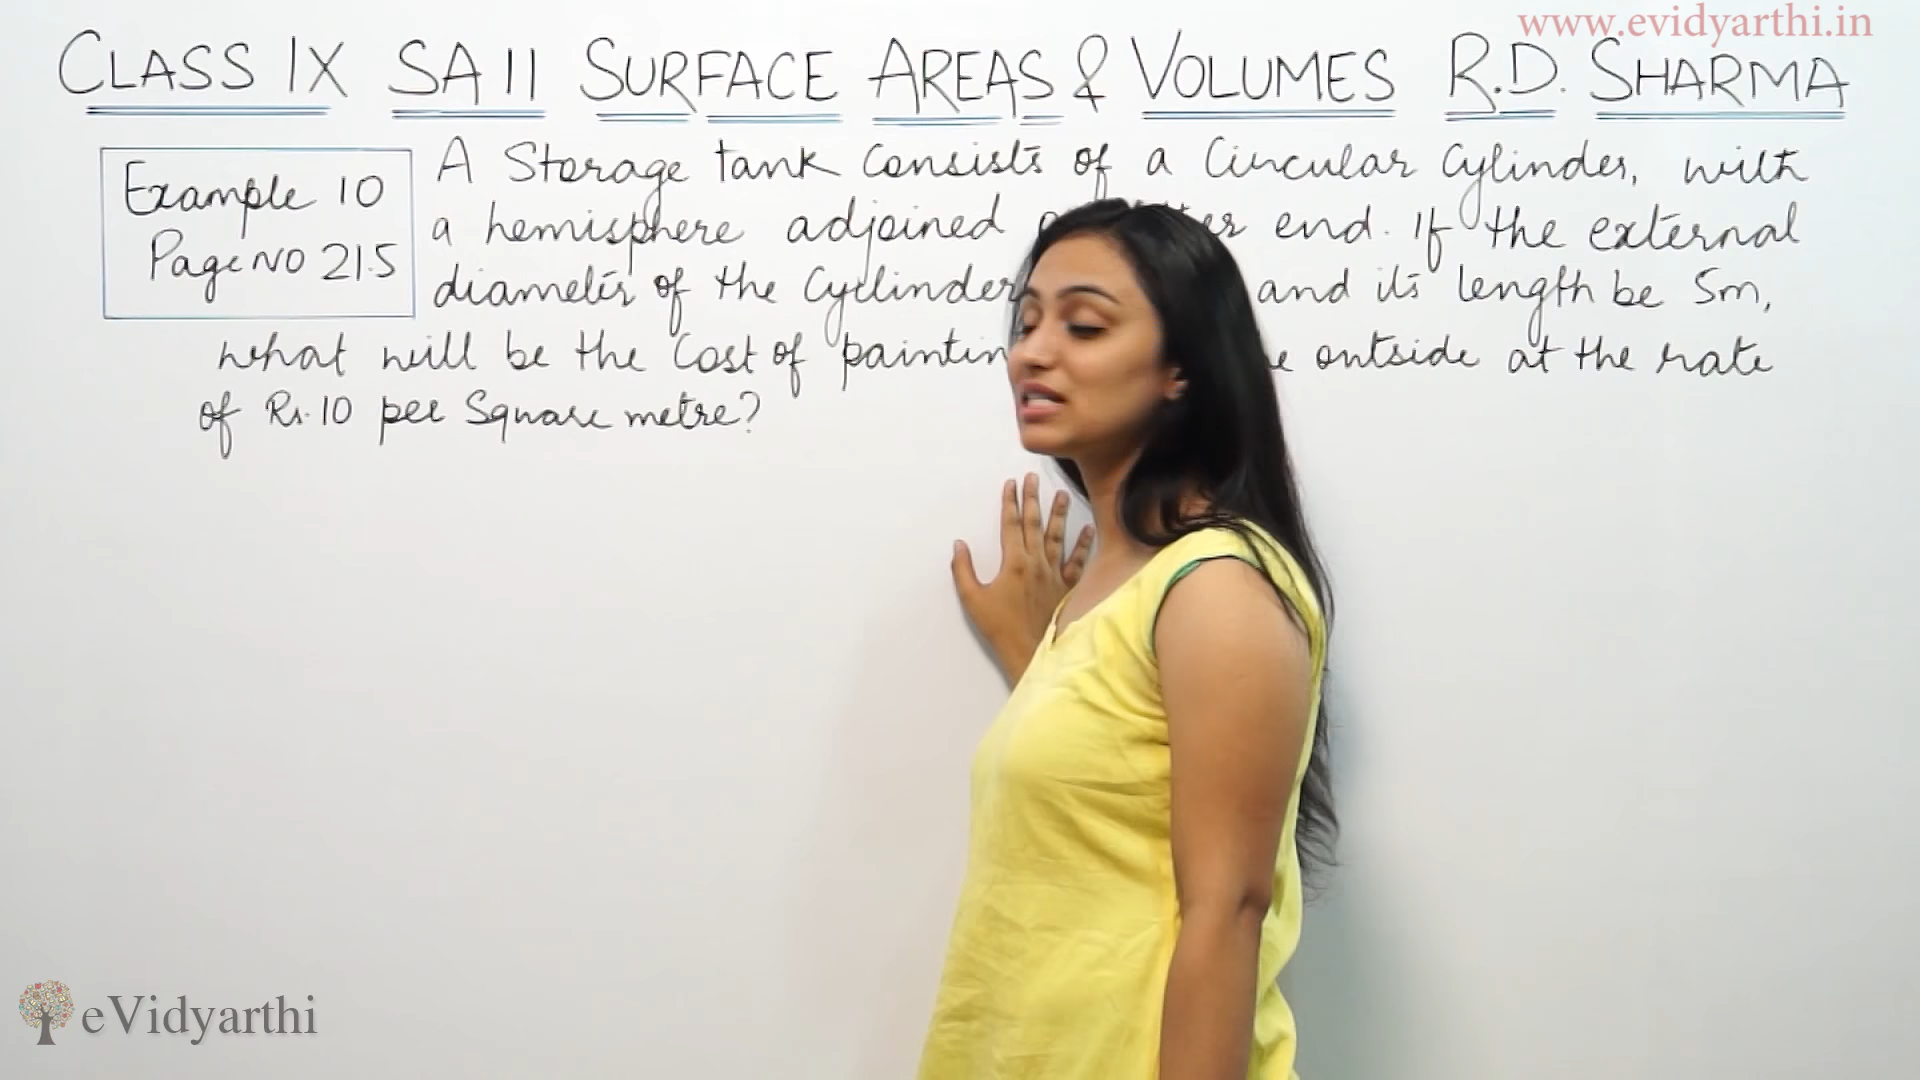 www.evidyarthi.in
CLASS IX SA II SURFACE AREAS & VOLUMES R.D. SHARMA
Example 10
Page NO 21.5
A Storage tank consists of a Circular Cylinder, with
a hemisphere adjoined end. If the external
diameter of the Cylinder and its length be 5m,
what will be the Cost of outside at the rate
of Rs. 10 per Square metre?
eVidyarthi